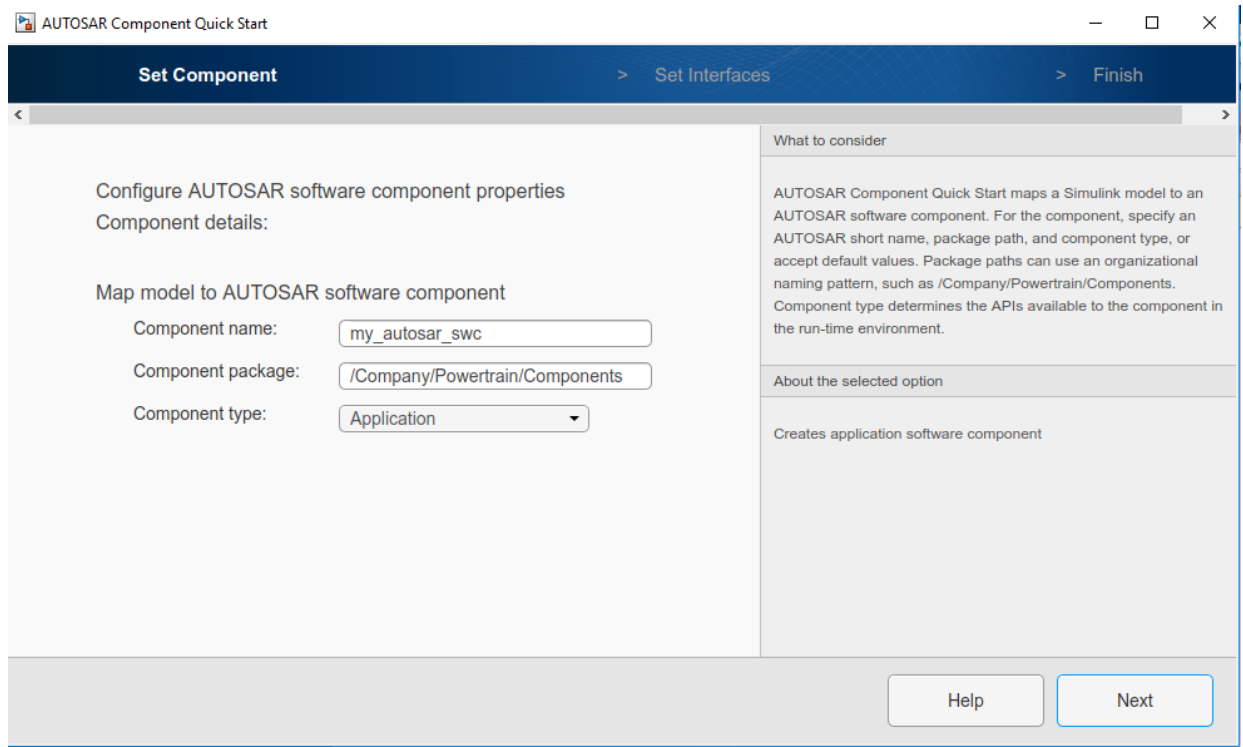 AUTOSAR Component Quick Start
Set Component > Set Interfaces > Finish
Configure AUTOSAR software component properties
Component details:
Map model to AUTOSAR software component
Component name: my_autosar_swc
Component package: /Company/Powertrain/Components
Component type: Application
What to consider
AUTOSAR Component Quick Start maps a Simulink model to an
AUTOSAR software component. For the component, specify an
AUTOSAR short name, package path, and component type, or
accept default values. Package paths can use an organizational
naming pattern, such as /Company/Powertrain/Components.
Component type determines the APIs available to the component in
the run-time environment.
About the selected option
Creates application software component
Help
Next